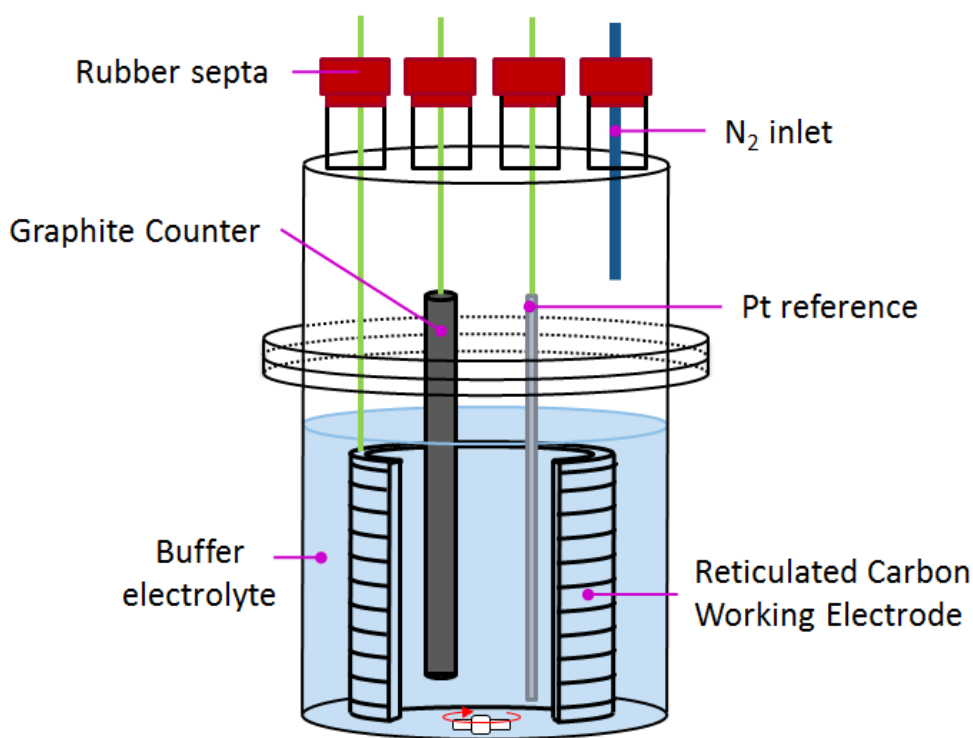 Rubber septa
N₂ inlet
Graphite Counter
Pt reference
Buffer
electrolyte
Reticulated Carbon
Working Electrode